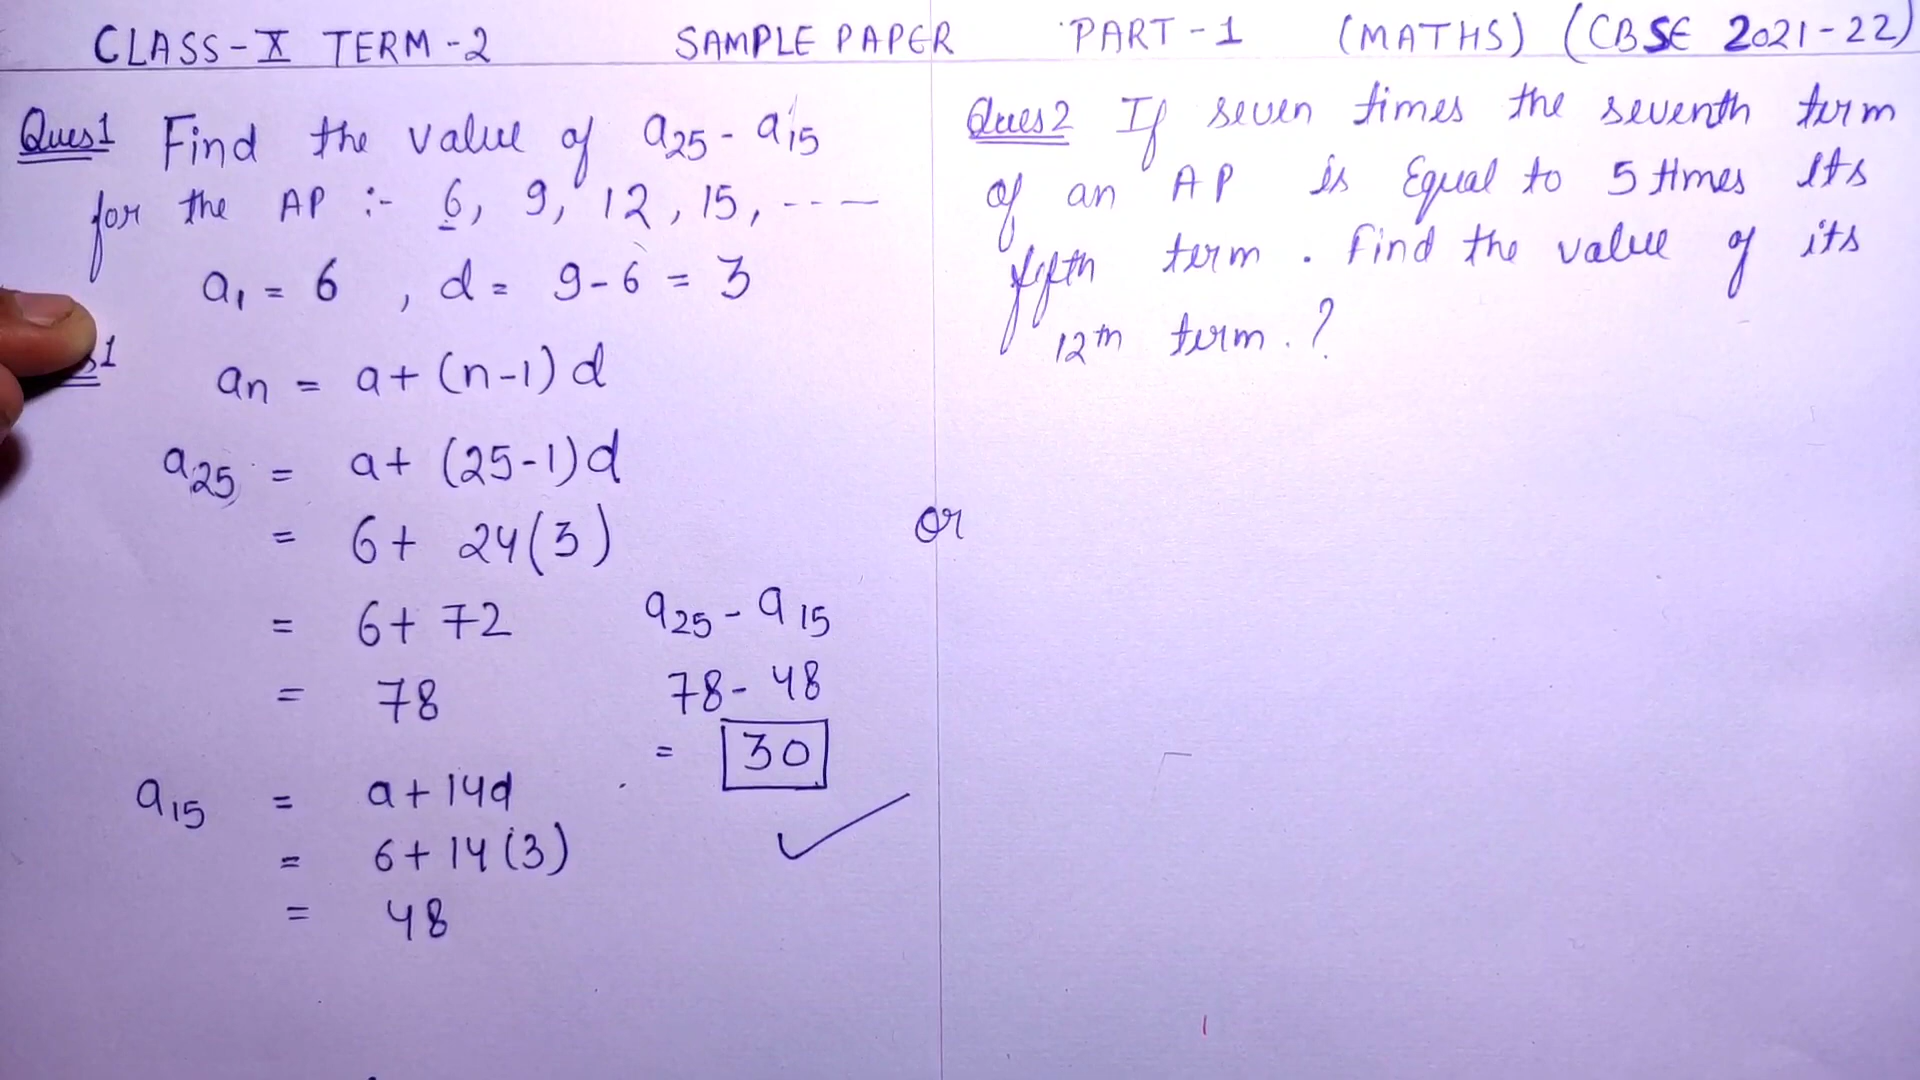 CLASS-X TERM-2 SAMPLE PAPER PART-1 (MATHS) (CBSE 2021-22)
Ques1 Find the value of a25 - a15
for the AP :- 6, 9, 12, 15, ----
a1 = 6 , d = 9-6 = 3
an = a + (n-1) d
a25 = a + (25-1)d
= 6 + 24(3)
= 6 + 72
= 78
a15 = a + 14d
= 6 + 14(3)
= 48
a25 - a15
78 - 48
= 30
or
Ques2 If seven times the seventh term
of an AP is Equal to 5 times its
fifth term. Find the value of its
12th term.?